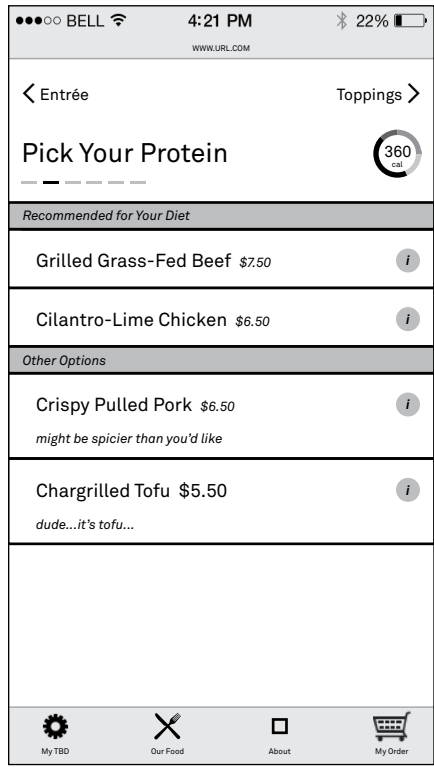 BELL 4:21 PM 22%
WWW.URL.COM
Entrée Toppings
Pick Your Protein 360
cal
Recommended for Your Diet
Grilled Grass-Fed Beef $7.50 i
Cilantro-Lime Chicken $6.50 i
Other Options
Crispy Pulled Pork $6.50 i
might be spicier than you'd like
Chargrilled Tofu $5.50 i
dude...it's tofu...
My TBD Our Food About My Order